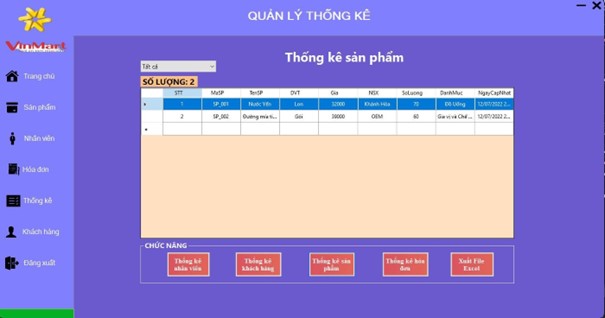 QUẢN LÝ THỐNG KÊ
VinMart
Trang chủ
Sản phẩm
Nhân viên
Hóa đơn
Thống kê
Khách hàng
Đăng xuất
Thống kê sản phẩm
Tất cả
SỐ LƯỢNG: 2
STT MaSP TenSP DVT Gia NSX SoLuong DanhMuc NgayCapNhat
1 SP_001 Nước Yến Lon 32000 Khánh Hòa 70 Đồ Uống 12/07/2022 2...
2 SP_002 Đường mía ti... Gói 30000 OEM 60 Gia vị và Chế ... 12/07/2022 2...
CHỨC NĂNG
Thống kê nhân viên
Thống kê khách hàng
Thống kê sản phẩm
Thống kê hóa đơn
Xuất File Excel